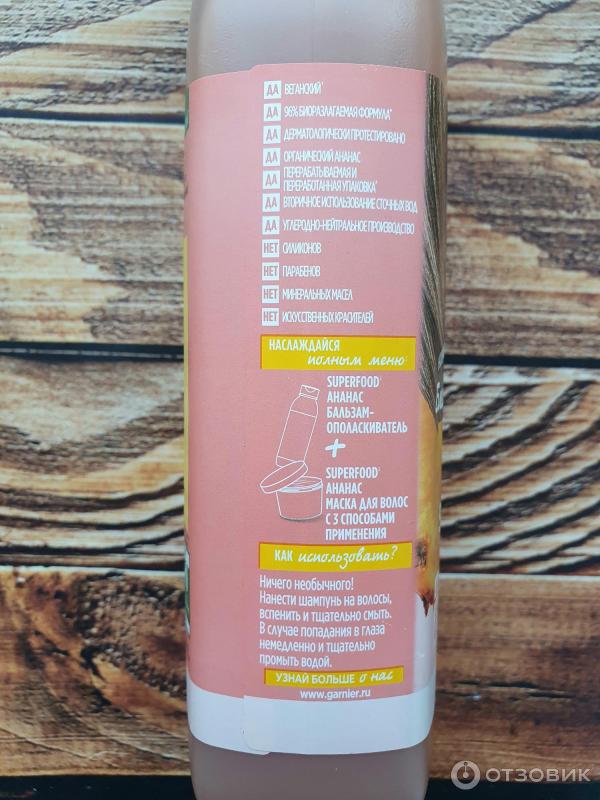 ДА ВЕГАНСКИЙ¹
ДА 96% БИОРАЗЛАГАЕМАЯ ФОРМУЛА*
ДА ДЕРМАТОЛОГИЧЕСКИ ПРОТЕСТИРОВАНО
ДА ОРГАНИЧЕСКИЙ АНАНАС
ДА ПЕРЕРАБАТЫВАЕМАЯ И
ПЕРЕРАБОТАННАЯ УПАКОВКА*
ДА ВТОРИЧНОЕ ИСПОЛЬЗОВАНИЕ СТОЧНЫХ ВОД
ДА УГЛЕРОДНО-НЕЙТРАЛЬНОЕ ПРОИЗВОДСТВО
НЕТ СИЛИКОНОВ
НЕТ ПАРАБЕНОВ
НЕТ МИНЕРАЛЬНЫХ МАСЕЛ
НЕТ ИСКУССТВЕННЫХ КРАСИТЕЛЕЙ
НАСЛАЖДАЙСЯ
полным меню
SUPERFOOD²
АНАНАС
БАЛЬЗАМ-
ОПОЛАСКИВАТЕЛЬ
+
SUPERFOOD²
АНАНАС
МАСКА ДЛЯ ВОЛОС
С 3 СПОСОБАМИ
ПРИМЕНЕНИЯ
КАК использовать?
Ничего необычного!
Нанести шампунь на волосы,
вспенить и тщательно смыть.
В случае попадания в глаза
немедленно и тщательно
промыть водой.
УЗНАЙ БОЛЬШЕ о нас
www.garnier.ru
ОТЗОВИК